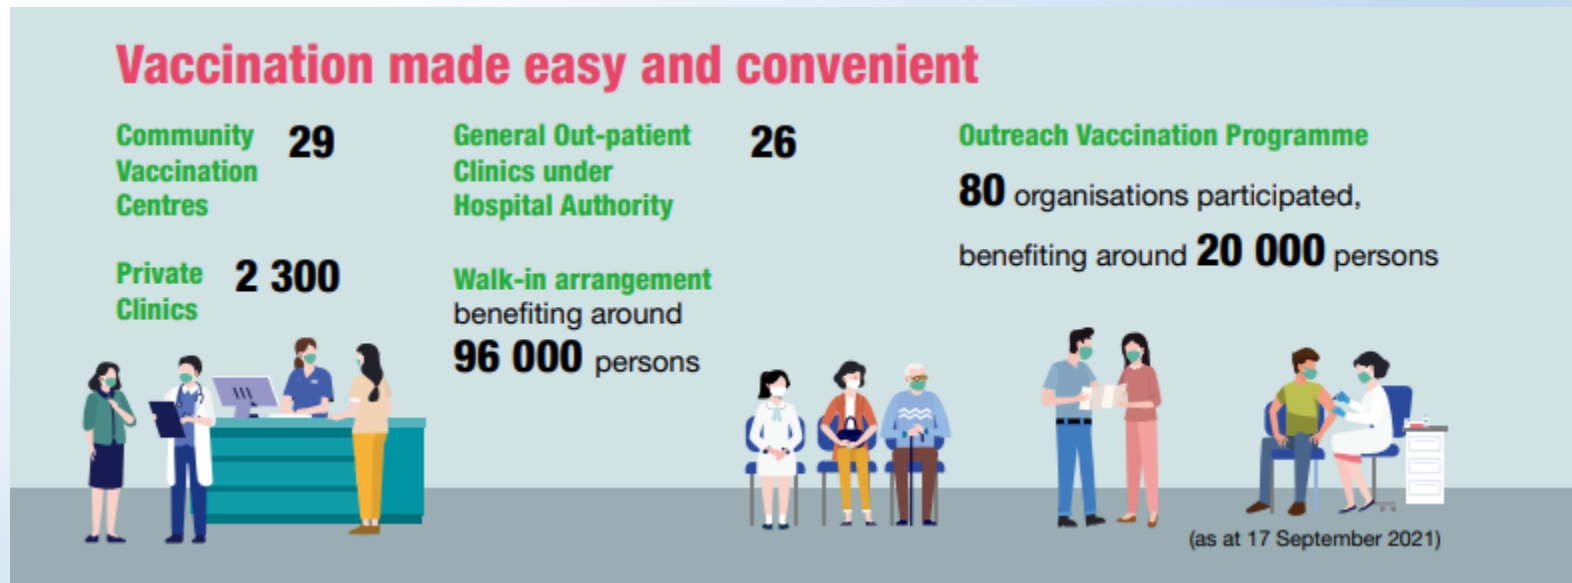 Vaccination made easy and convenient
Community
Vaccination
Centres
29
Private
Clinics
2 300
General Out-patient
Clinics under
Hospital Authority
26
Walk-in arrangement
benefiting around
96 000 persons
Outreach Vaccination Programme
80 organisations participated,
benefiting around 20 000 persons
(as at 17 September 2021)